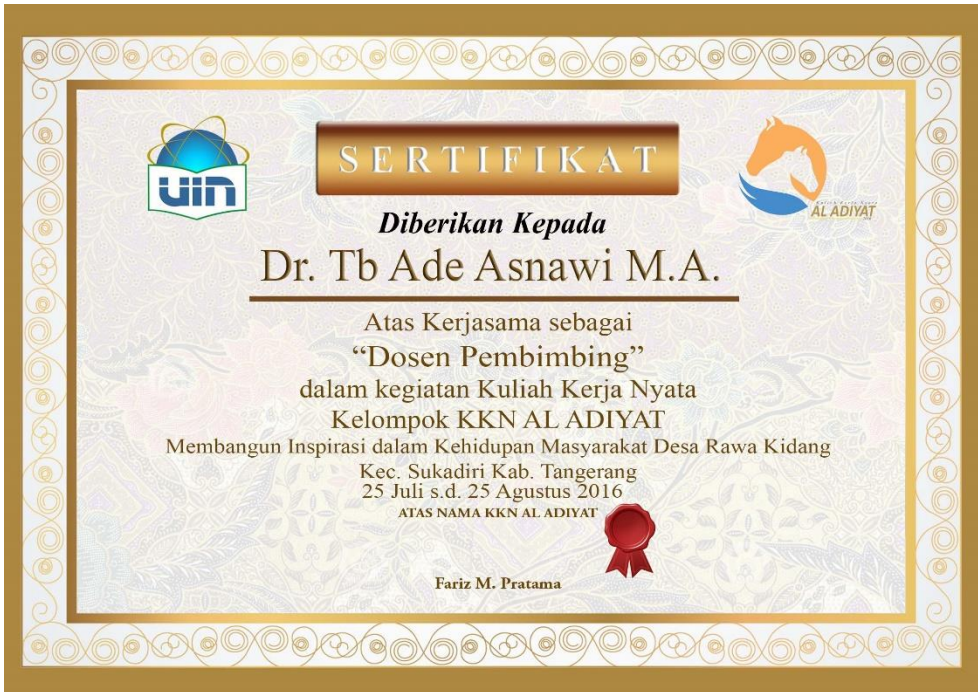 SERTIFIKAT
UIN
AL ADIYAT
Diberikan Kepada
Dr. Tb Ade Asnawi M.A.
Atas Kerjasama sebagai
“Dosen Pembimbing”
dalam kegiatan Kuliah Kerja Nyata
Kelompok KKN AL ADIYAT
Membangun Inspirasi dalam Kehidupan Masyarakat Desa Rawa Kidang
Kec. Sukadiri Kab. Tangerang
25 Juli s.d. 25 Agustus 2016
ATAS NAMA KKN AL ADIYAT
Fariz M. Pratama